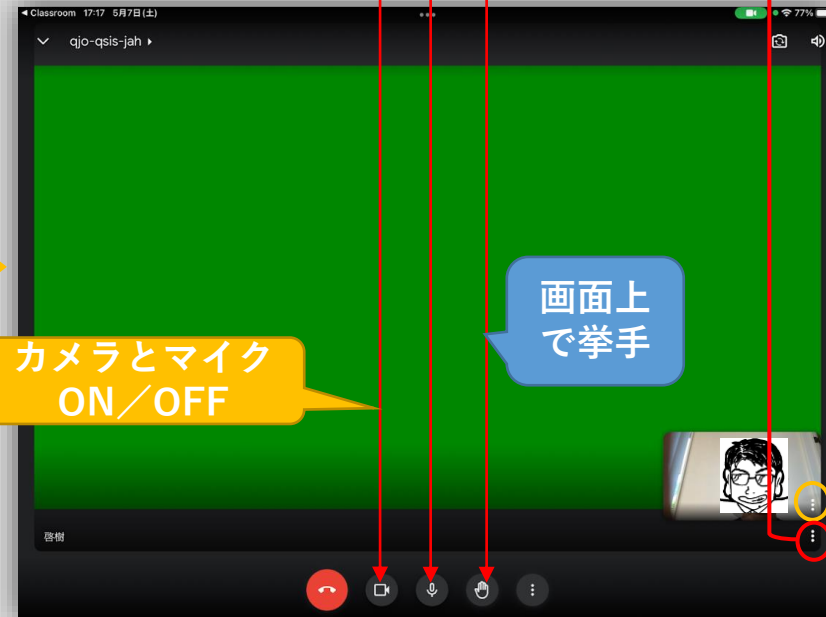 Classroom 17:17 5月7日(土)
77%
qjo-qsis-jah
画面上
で挙手
カメラとマイク
ON／OFF
啓樹